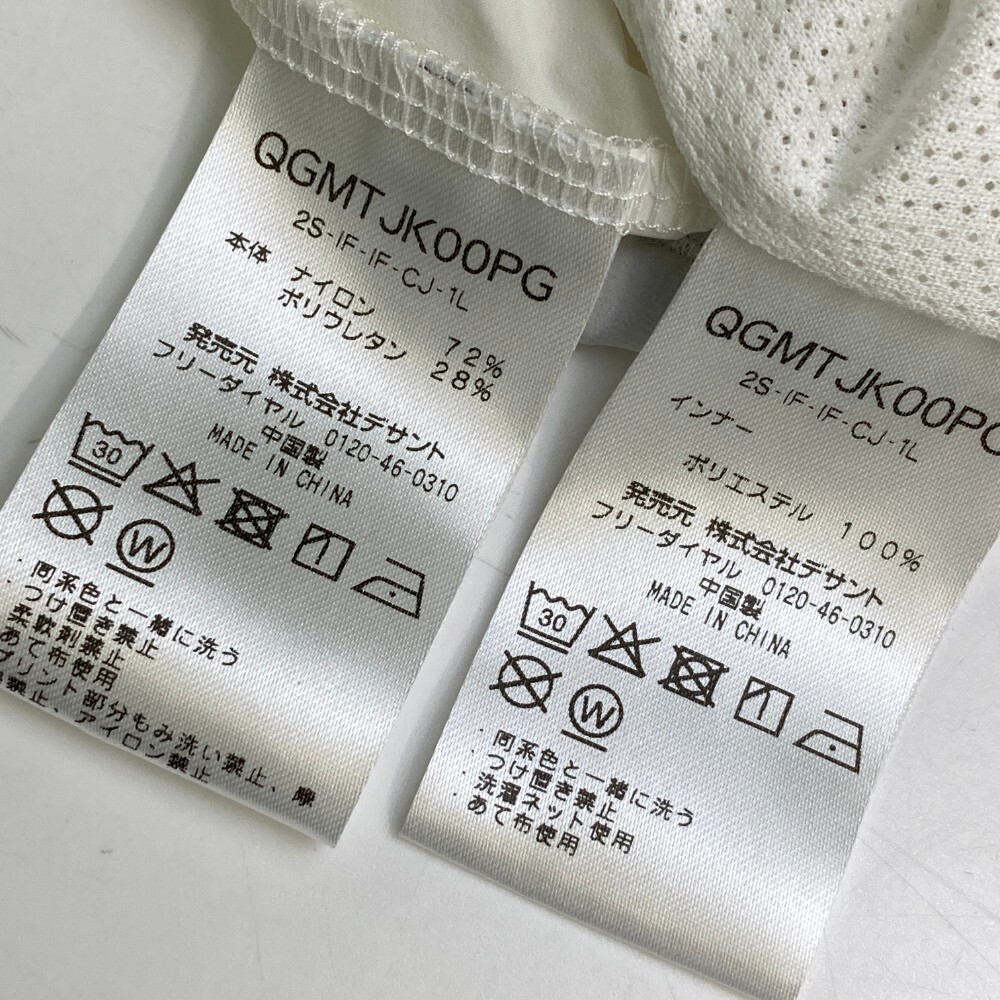 QGMTJK00PG
2S-IF-IF-CJ-1L
本体 ナイロン 72%
ポリウレタン 28%
発売元 株式会社デサント
フリーダイヤル 0120-46-0310
中国製
MADE IN CHINA
30
W
・同系色と一緒に洗う
つけ置き禁止
柔軟剤禁止
あて布使用
プリント部分もみ洗い禁止、除
禁止、アイロン禁止
QGMTJK00PG
2S-IF-IF-CJ-1L
インナー
ポリエステル 100%
発売元 株式会社デサント
フリーダイヤル 0120-46-0310
中国製
MADE IN CHINA
30
W
・同系色と一緒に洗う
・つけ置き禁止
・洗濯ネット使用
・あて布使用